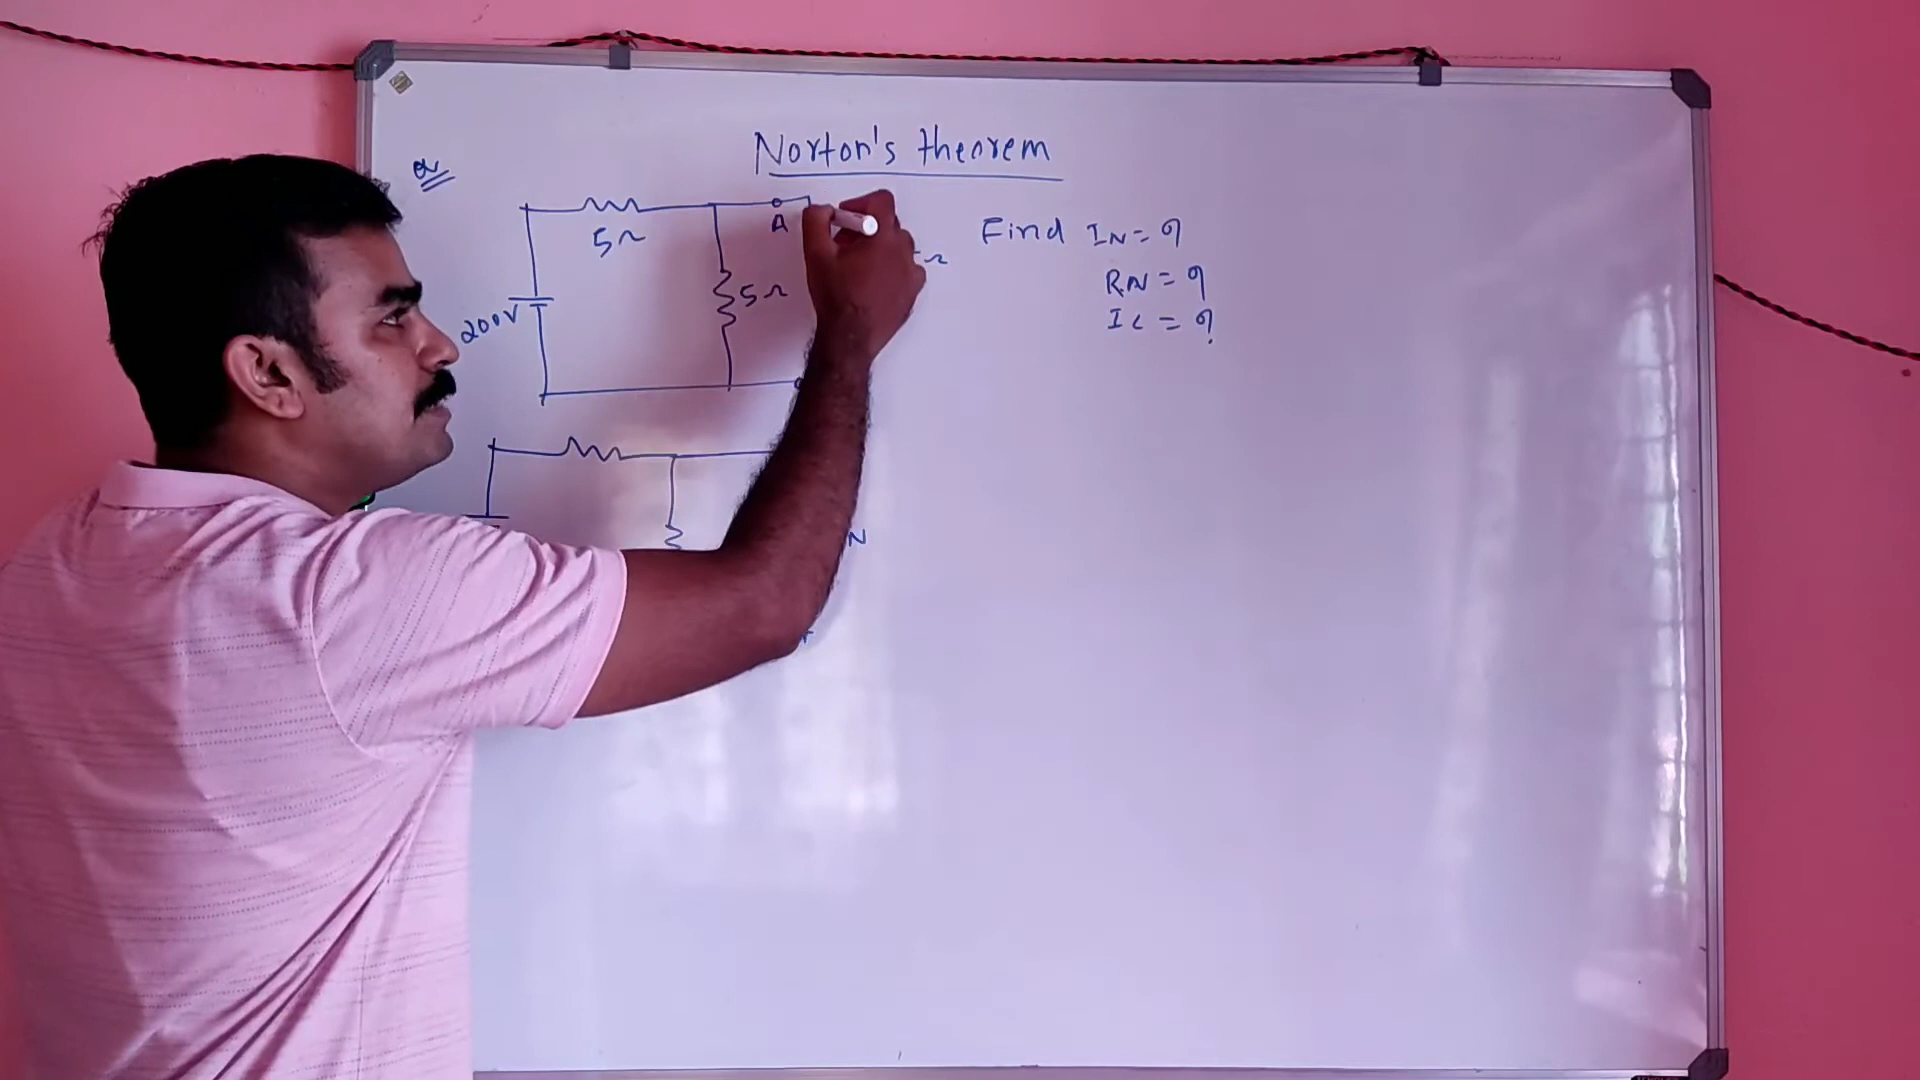 Q
Norton's theorem
5Ω
A
5Ω
200V
Ω
Find IN = ?
RN = ?
IL = ?
N